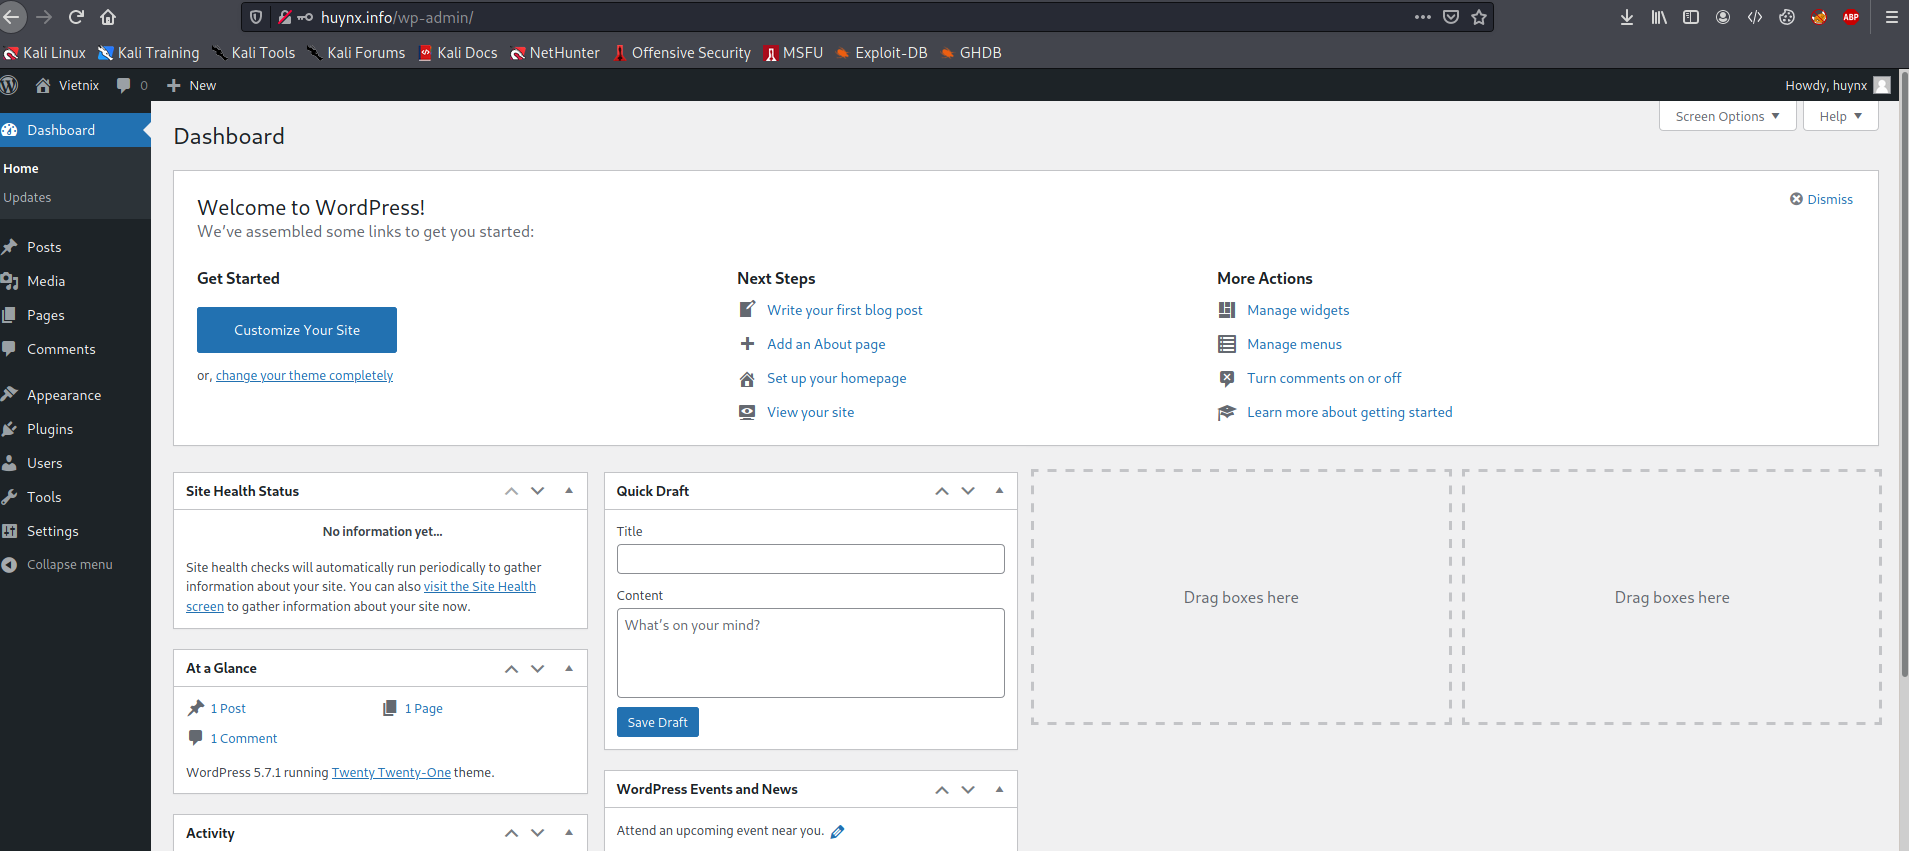 huynx.info/wp-admin/
ABP
Kali Linux Kali Training Kali Tools Kali Forums Kali Docs NetHunter Offensive Security MSFU Exploit-DB GHDB
Vietnix 0 New Howdy, huynx
Dashboard
Home
Updates
Posts
Media
Pages
Comments
Appearance
Plugins
Users
Tools
Settings
Collapse menu
Screen Options Help
Dashboard
Welcome to WordPress!
Dismiss
We've assembled some links to get you started:
Get Started
Customize Your Site
or, change your theme completely
Next Steps
Write your first blog post
Add an About page
Set up your homepage
View your site
More Actions
Manage widgets
Manage menus
Turn comments on or off
Learn more about getting started
Site Health Status
No information yet...
Site health checks will automatically run periodically to gather
information about your site. You can also visit the Site Health
screen to gather information about your site now.
At a Glance
1 Post 1 Page
1 Comment
WordPress 5.7.1 running Twenty Twenty-One theme.
Activity
Quick Draft
Title
Content
What's on your mind?
Save Draft
WordPress Events and News
Attend an upcoming event near you.
Drag boxes here
Drag boxes here